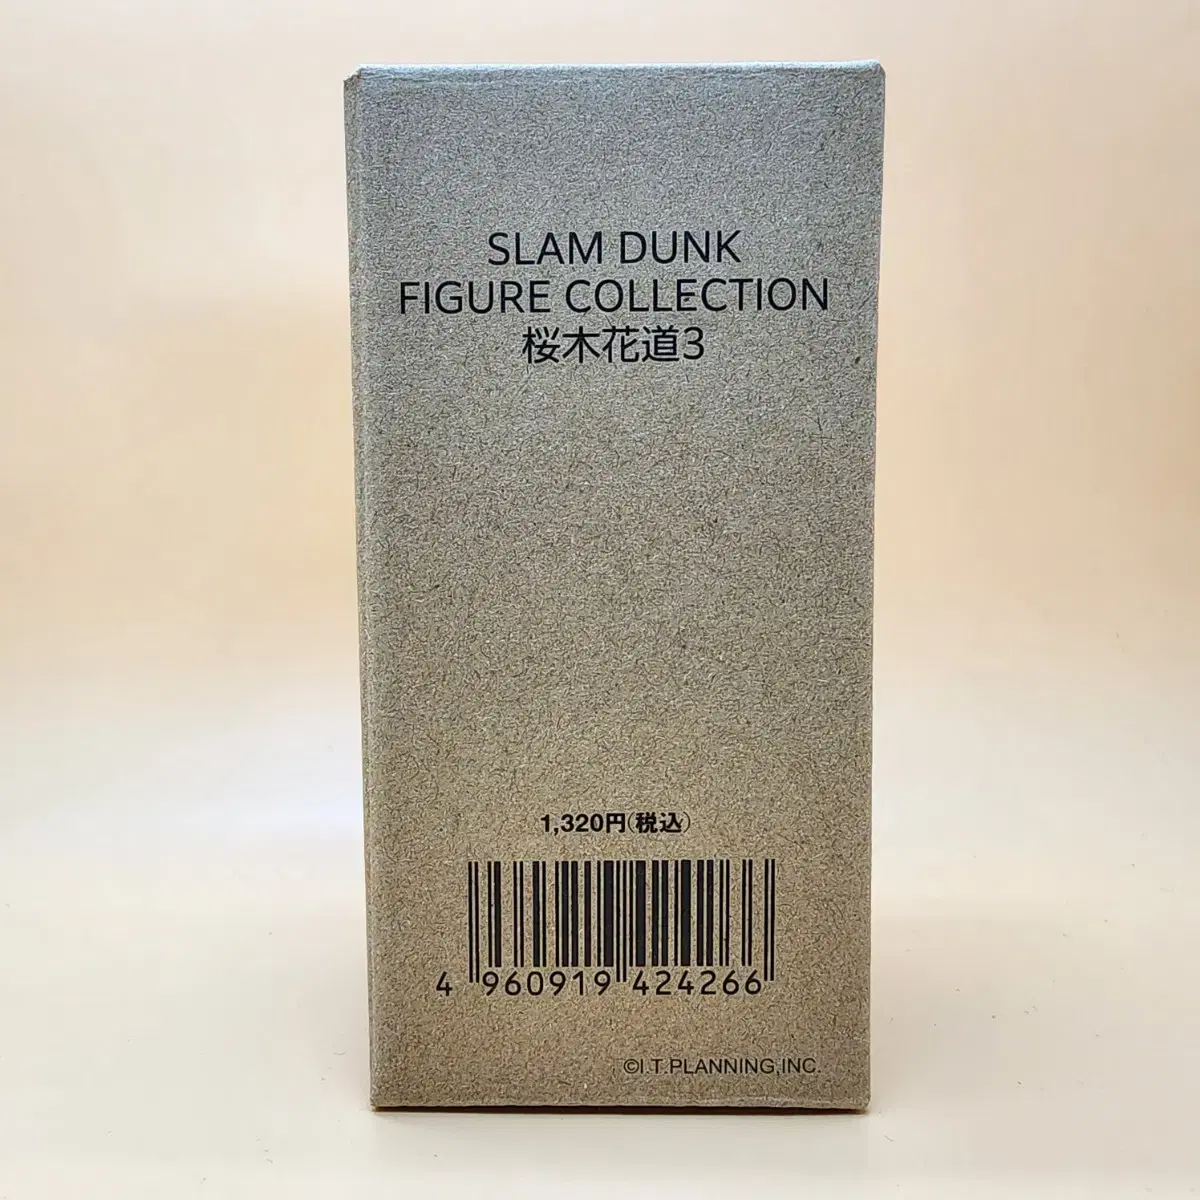 SLAM DUNK
FIGURE COLLECTION
桜木花道3
1,320円(税込)
4 960919 424266
©I.T.PLANNING,INC.